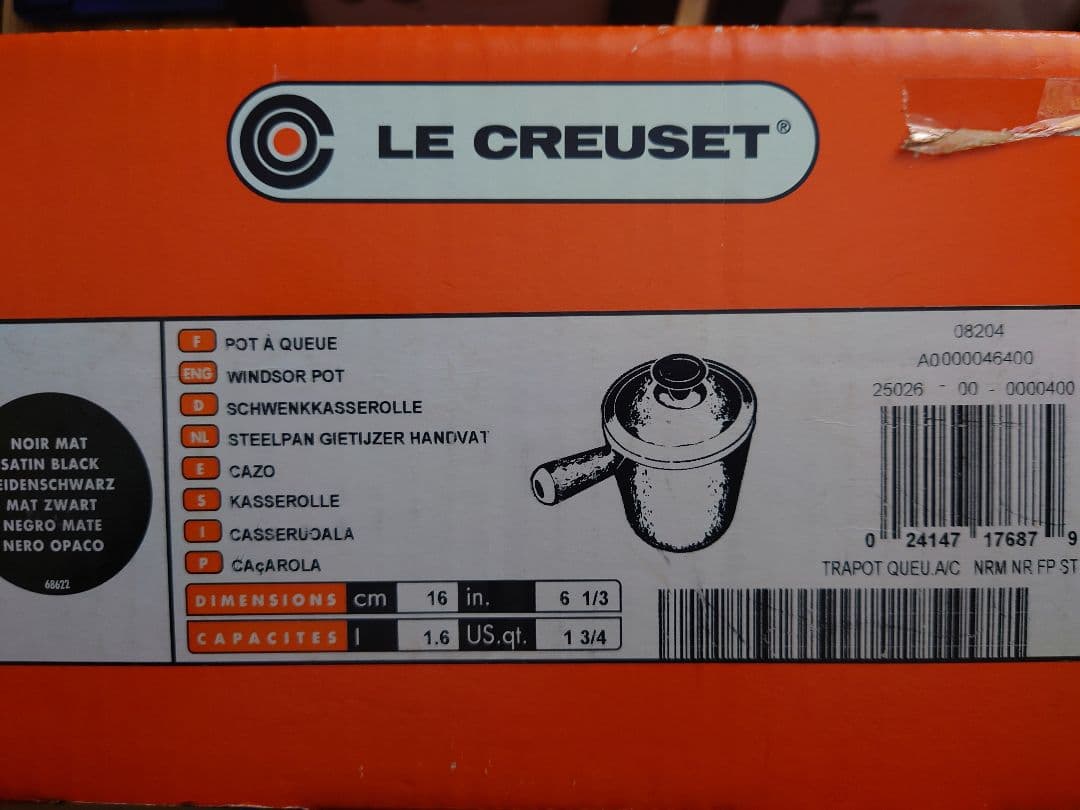 LE CREUSET®
NOIR MAT
SATIN BLACK
EIDENSCHWARZ
MAT ZWART
NEGRO MATE
NERO OPACO
68622
F POT À QUEUE
ENG WINDSOR POT
D SCHWENKKASSEROLLE
NL STEELPAN GIETIJZER HANDVAT
E CAZO
S KASSEROLLE
I CASSERUOALA
P CAçAROLA
DIMENSIONS cm 16 in. 6 1/3
CAPACITES l 1.6 US.qt. 1 3/4
08204
A0000046400
25026 - 00 - 0000400
0 24147 17687 9
TRAPOT QUEU.A/C NRM NR FP ST